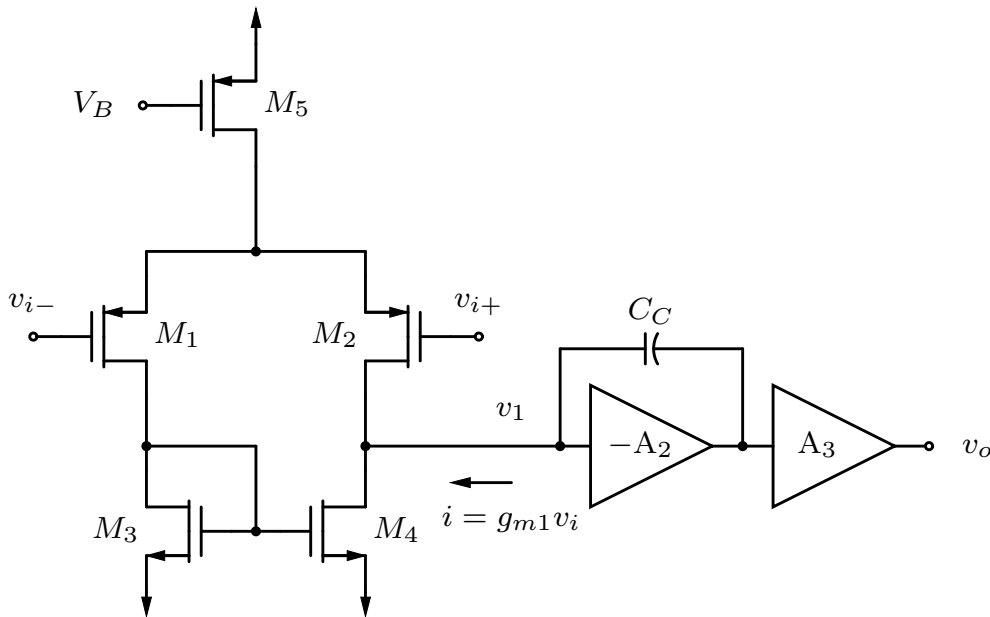 V_B
M_5
v_{i-}
M_1
M_2
v_{i+}
C_C
v_1
-A_2
A_3
v_o
M_3
M_4
i = g_{m1}v_i